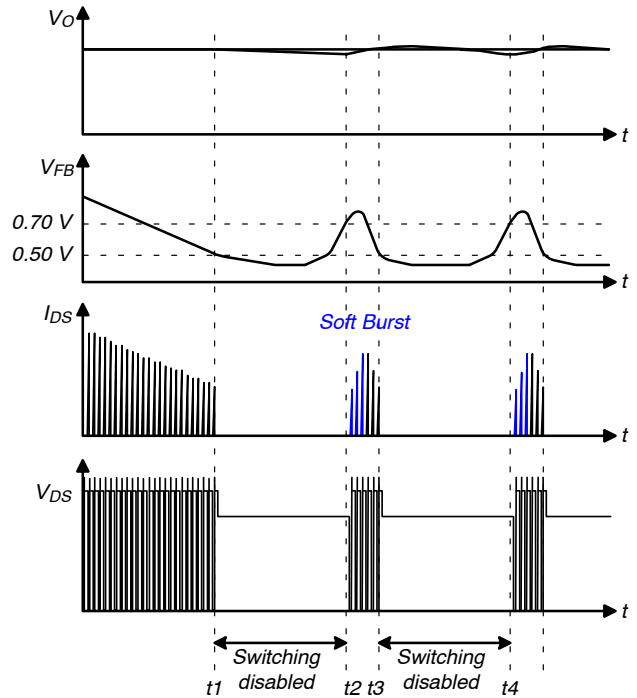 VO
t
VFB
0.70 V
0.50 V
t
IDS
Soft Burst
t
VDS
t
Switching disabled
Switching disabled
t1
t2
t3
t4